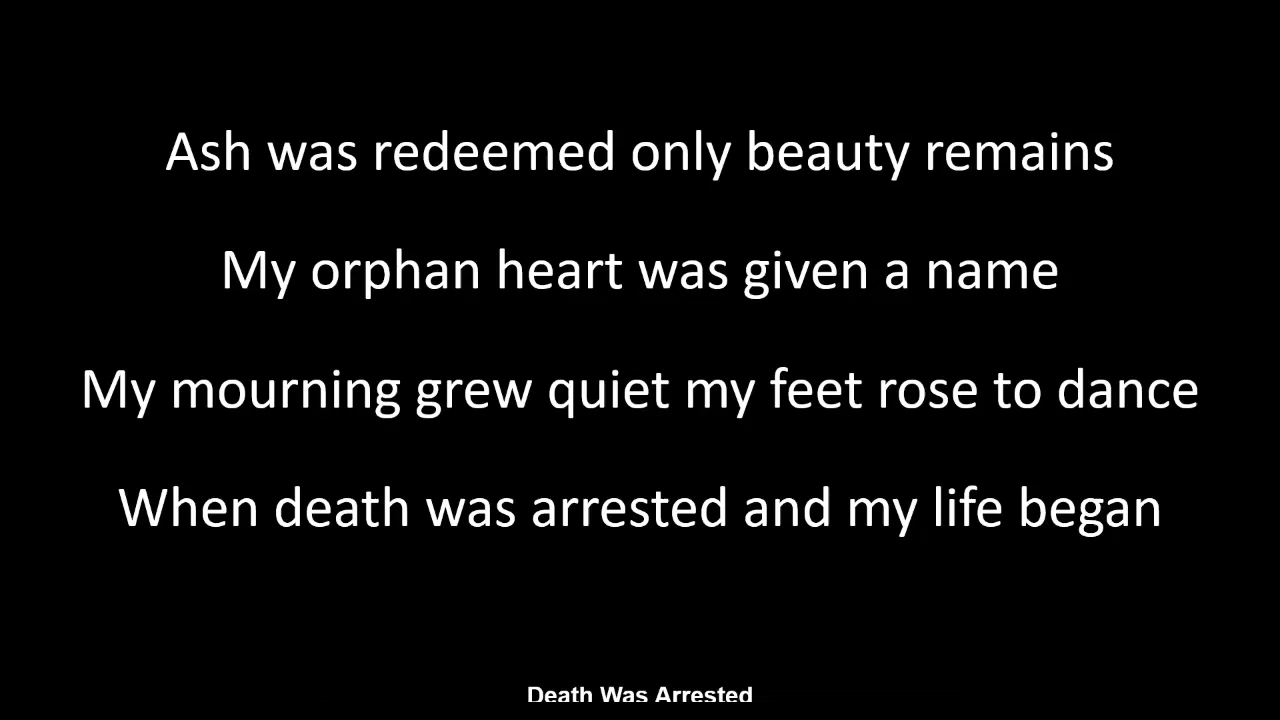 Ash was redeemed only beauty remains
My orphan heart was given a name
My mourning grew quiet my feet rose to dance
When death was arrested and my life began
Death Was Arrested